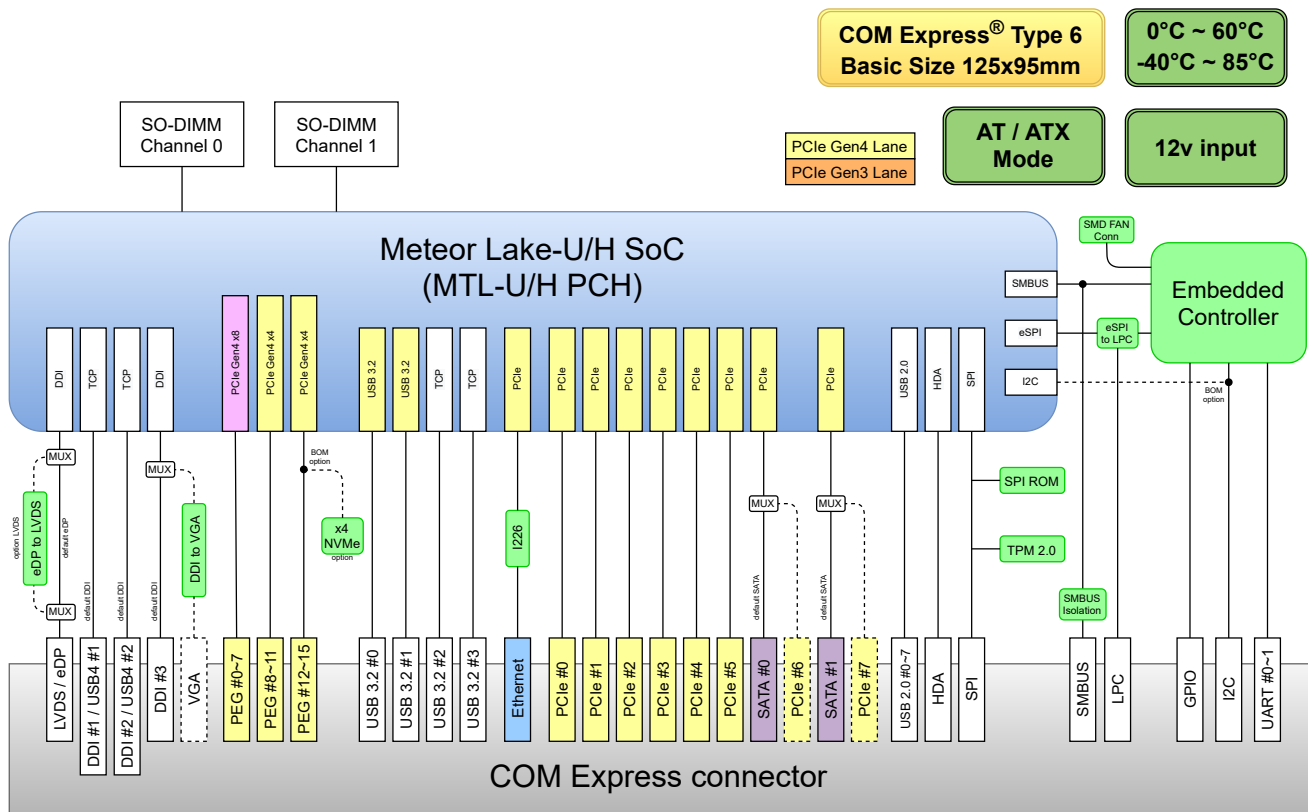 COM Express® Type 6
Basic Size 125x95mm
0°C ~ 60°C
-40°C ~ 85°C
SO-DIMM
Channel 0
SO-DIMM
Channel 1
PCIe Gen4 Lane
PCIe Gen3 Lane
AT / ATX
Mode
12v input
Meteor Lake-U/H SoC
(MTL-U/H PCH)
SMD FAN
Conn
SMBUS
eSPI
I2C
eSPI
to LPC
Embedded
Controller
BOM
option
DDI
TCP
TCP
DDI
PCIe Gen4 x8
PCIe Gen4 x4
PCIe Gen4 x4
USB 3.2
USB 3.2
TCP
TCP
PCIe
PCIe
PCIe
PCIe
PCIe
PCIe
PCIe
PCIe
PCIe
USB 2.0
HDA
SPI
MUX
MUX
BOM
option
MUX
MUX
SPI ROM
option LVDS
eDP to LVDS
default eDP
DDI to VGA
x4
NVMe
option
I226
TPM 2.0
MUX
default DDI
default DDI
default DDI
default SATA
default SATA
SMBUS
Isolation
LVDS / eDP
DDI #1 / USB4 #1
DDI #2 / USB4 #2
DDI #3
VGA
PEG #0~7
PEG #8~11
PEG #12~15
USB 3.2 #0
USB 3.2 #1
USB 3.2 #2
USB 3.2 #3
Ethernet
PCIe #0
PCIe #1
PCIe #2
PCIe #3
PCIe #4
PCIe #5
SATA #0
PCIe #6
SATA #1
PCIe #7
USB 2.0 #0~7
HDA
SPI
SMBUS
LPC
GPIO
I2C
UART #0~1
COM Express connector